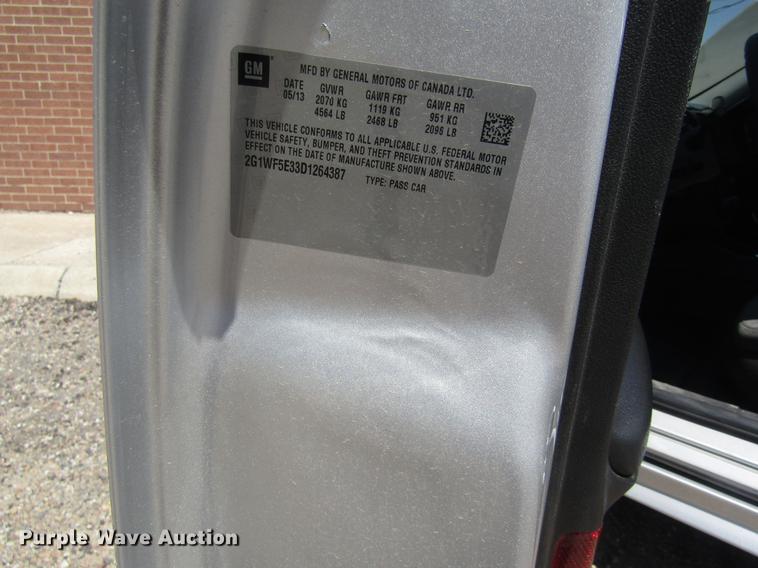 GM
MFD BY GENERAL MOTORS OF CANADA LTD.
DATE GVWR GAWR FRT GAWR RR
05/13 2070 KG 1119 KG 951 KG
4564 LB 2468 LB 2096 LB
THIS VEHICLE CONFORMS TO ALL APPLICABLE U.S. FEDERAL MOTOR
VEHICLE SAFETY, BUMPER, AND THEFT PREVENTION STANDARDS IN
EFFECT ON THE DATE OF MANUFACTURE SHOWN ABOVE.
2G1WF5E33D1264387 TYPE: PASS CAR
Purple Wave Auction